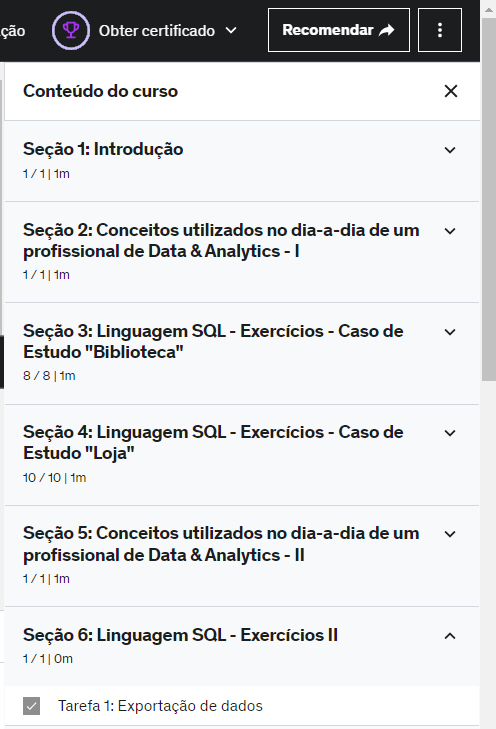 ção
Obter certificado
Recomendar
Conteúdo do curso
Seção 1: Introdução
1 / 1 | 1m
Seção 2: Conceitos utilizados no dia-a-dia de um
profissional de Data & Analytics - I
1 / 1 | 1m
Seção 3: Linguagem SQL - Exercícios - Caso de
Estudo "Biblioteca"
8 / 8 | 1m
Seção 4: Linguagem SQL - Exercícios - Caso de
Estudo "Loja"
10 / 10 | 1m
Seção 5: Conceitos utilizados no dia-a-dia de um
profissional de Data & Analytics - II
1 / 1 | 1m
Seção 6: Linguagem SQL - Exercícios II
1 / 1 | 0m
Tarefa 1: Exportação de dados